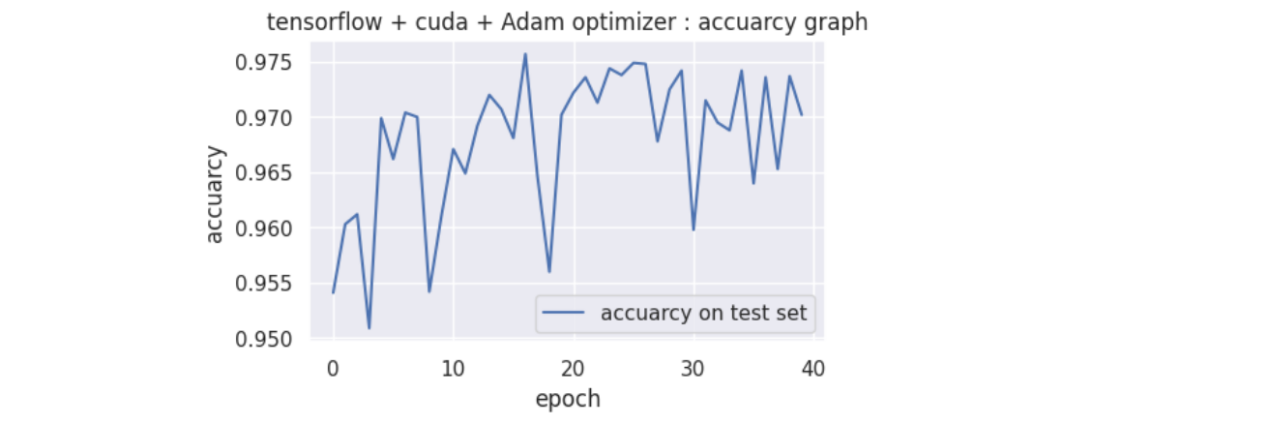 tensorflow + cuda + Adam optimizer : accuarcy graph
0.975
0.970
0.965
0.960
0.955
0.950
accuarcy
accuarcy on test set
0 10 20 30 40
epoch